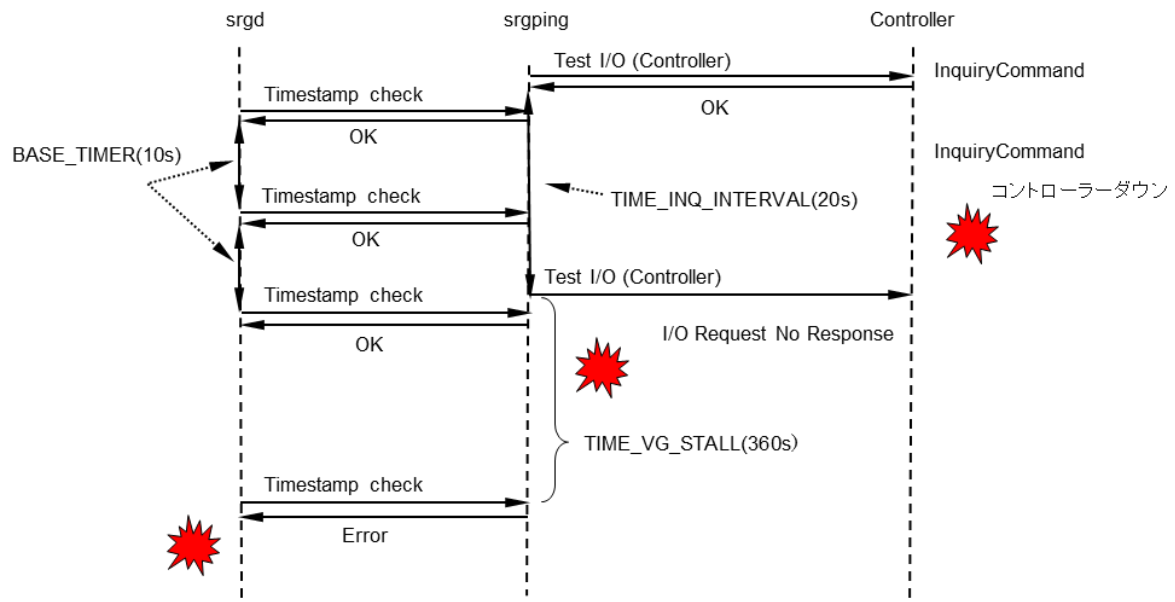 srgd
srgping
Controller
Test I/O (Controller)
InquiryCommand
Timestamp check
OK
OK
BASE_TIMER(10s)
InquiryCommand
コントローラーダウン
Timestamp check
TIME_INQ_INTERVAL(20s)
OK
Test I/O (Controller)
Timestamp check
I/O Request No Response
OK
TIME_VG_STALL(360s)
Timestamp check
Error